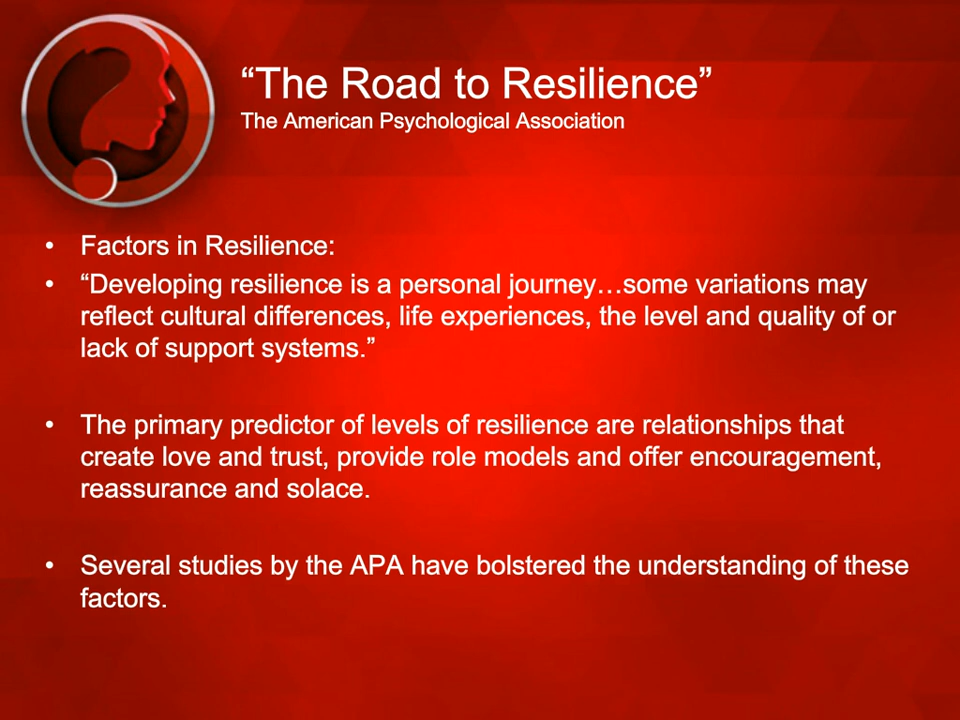 “The Road to Resilience”
The American Psychological Association
• Factors in Resilience:
• “Developing resilience is a personal journey…some variations may
reflect cultural differences, life experiences, the level and quality of or
lack of support systems.”
• The primary predictor of levels of resilience are relationships that
create love and trust, provide role models and offer encouragement,
reassurance and solace.
• Several studies by the APA have bolstered the understanding of these
factors.